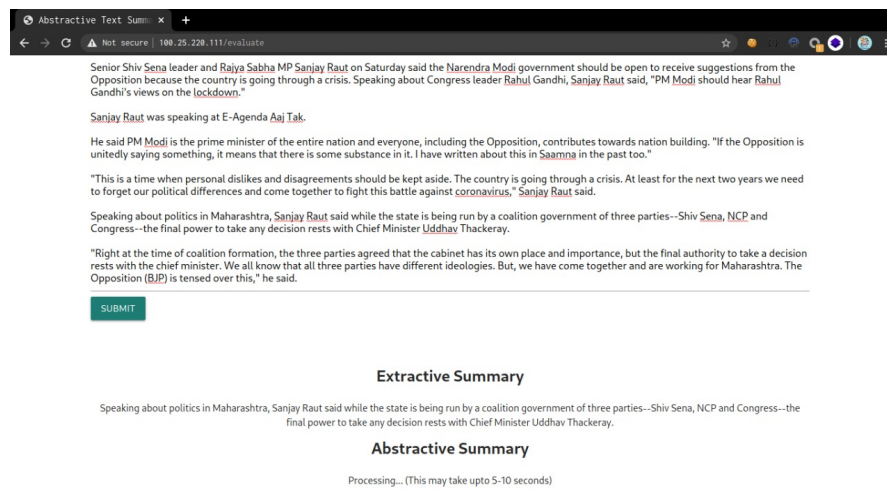 Abstractive Text Summa
Not secure | 100.25.220.111/evaluate
Senior Shiv Sena leader and Rajya Sabha MP Sanjay Raut on Saturday said the Narendra Modi government should be open to receive suggestions from the
Opposition because the country is going through a crisis. Speaking about Congress leader Rahul Gandhi, Sanjay Raut said, "PM Modi should hear Rahul
Gandhi's views on the lockdown."
Sanjay Raut was speaking at E-Agenda Aaj Tak.
He said PM Modi is the prime minister of the entire nation and everyone, including the Opposition, contributes towards nation building. "If the Opposition is
unitedly saying something, it means that there is some substance in it. I have written about this in Saamna in the past too."
"This is a time when personal dislikes and disagreements should be kept aside. The country is going through a crisis. At least for the next two years we need
to forget our political differences and come together to fight this battle against coronavirus," Sanjay Raut said.
Speaking about politics in Maharashtra, Sanjay Raut said while the state is being run by a coalition government of three parties--Shiv Sena, NCP and
Congress--the final power to take any decision rests with Chief Minister Uddhav Thackeray.
"Right at the time of coalition formation, the three parties agreed that the cabinet has its own place and importance, but the final authority to take a decision
rests with the chief minister. We all know that all three parties have different ideologies. But, we have come together and are working for Maharashtra. The
Opposition (BJP) is tensed over this," he said.
SUBMIT
Extractive Summary
Speaking about politics in Maharashtra, Sanjay Raut said while the state is being run by a coalition government of three parties--Shiv Sena, NCP and Congress--the
final power to take any decision rests with Chief Minister Uddhav Thackeray.
Abstractive Summary
Processing... (This may take upto 5-10 seconds)